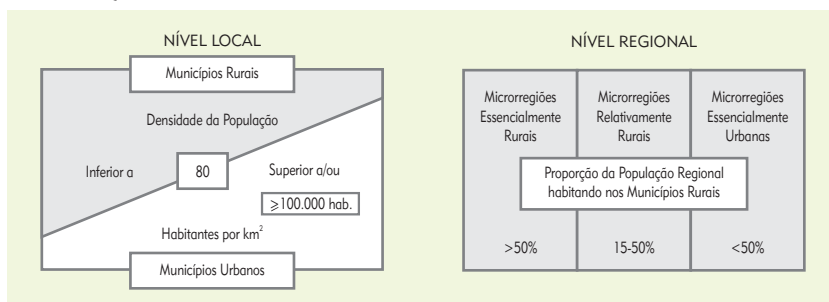 NÍVEL LOCAL
Municípios Rurais
Densidade da População
Inferior a
80
Superior a/ou
⩾100.000 hab.
Habitantes por km²
Municípios Urbanos
NÍVEL REGIONAL
Microrregiões
Essencialmente
Rurais
Microrregiões
Relativamente
Rurais
Microrregiões
Essencialmente
Urbanas
Proporção da População Regional
habitando nos Municípios Rurais
>50%
15-50%
<50%